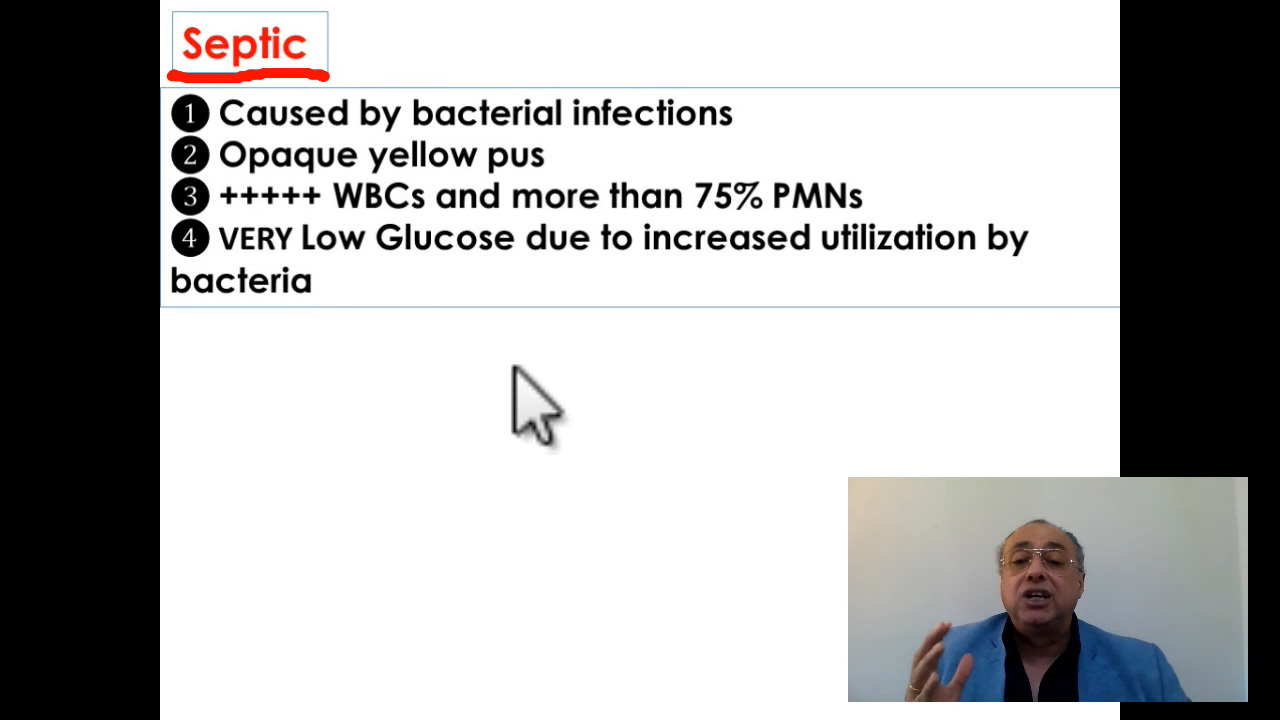 Septic
❶ Caused by bacterial infections
❷ Opaque yellow pus
❸ +++++ WBCs and more than 75% PMNs
❹ VERY Low Glucose due to increased utilization by
bacteria